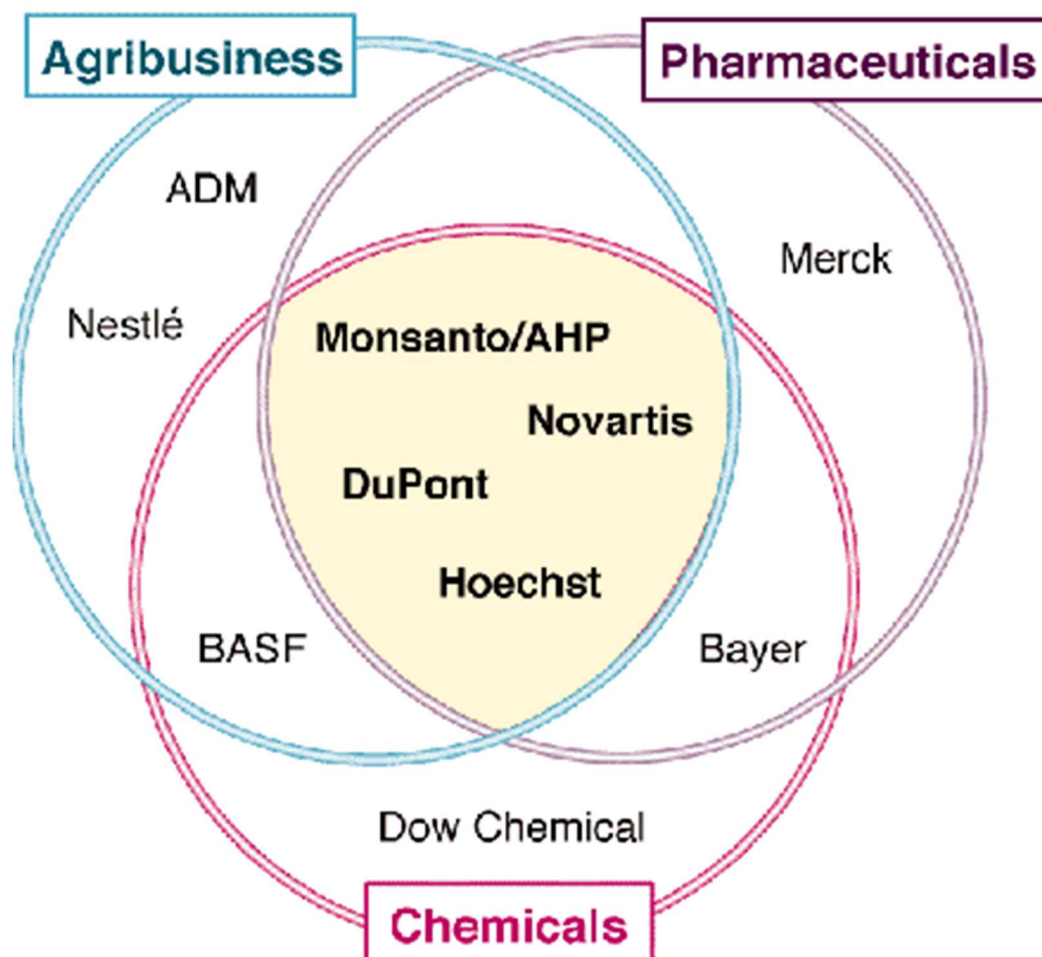 Agribusiness
Pharmaceuticals
ADM
Merck
Nestlé
Monsanto/AHP
Novartis
DuPont
Hoechst
BASF
Bayer
Dow Chemical
Chemicals